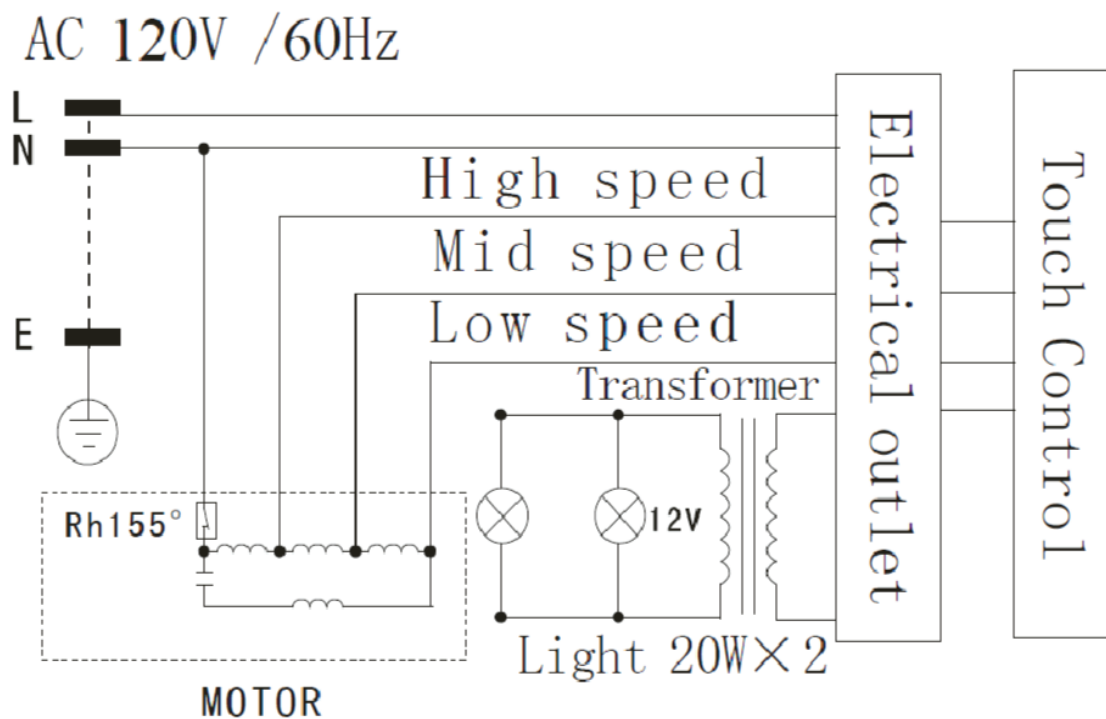 AC 120V /60Hz
L
N
High speed
Mid speed
Low speed
E
Transformer
Rh155°
12V
Light 20W×2
MOTOR
Electrical outlet
Touch Control